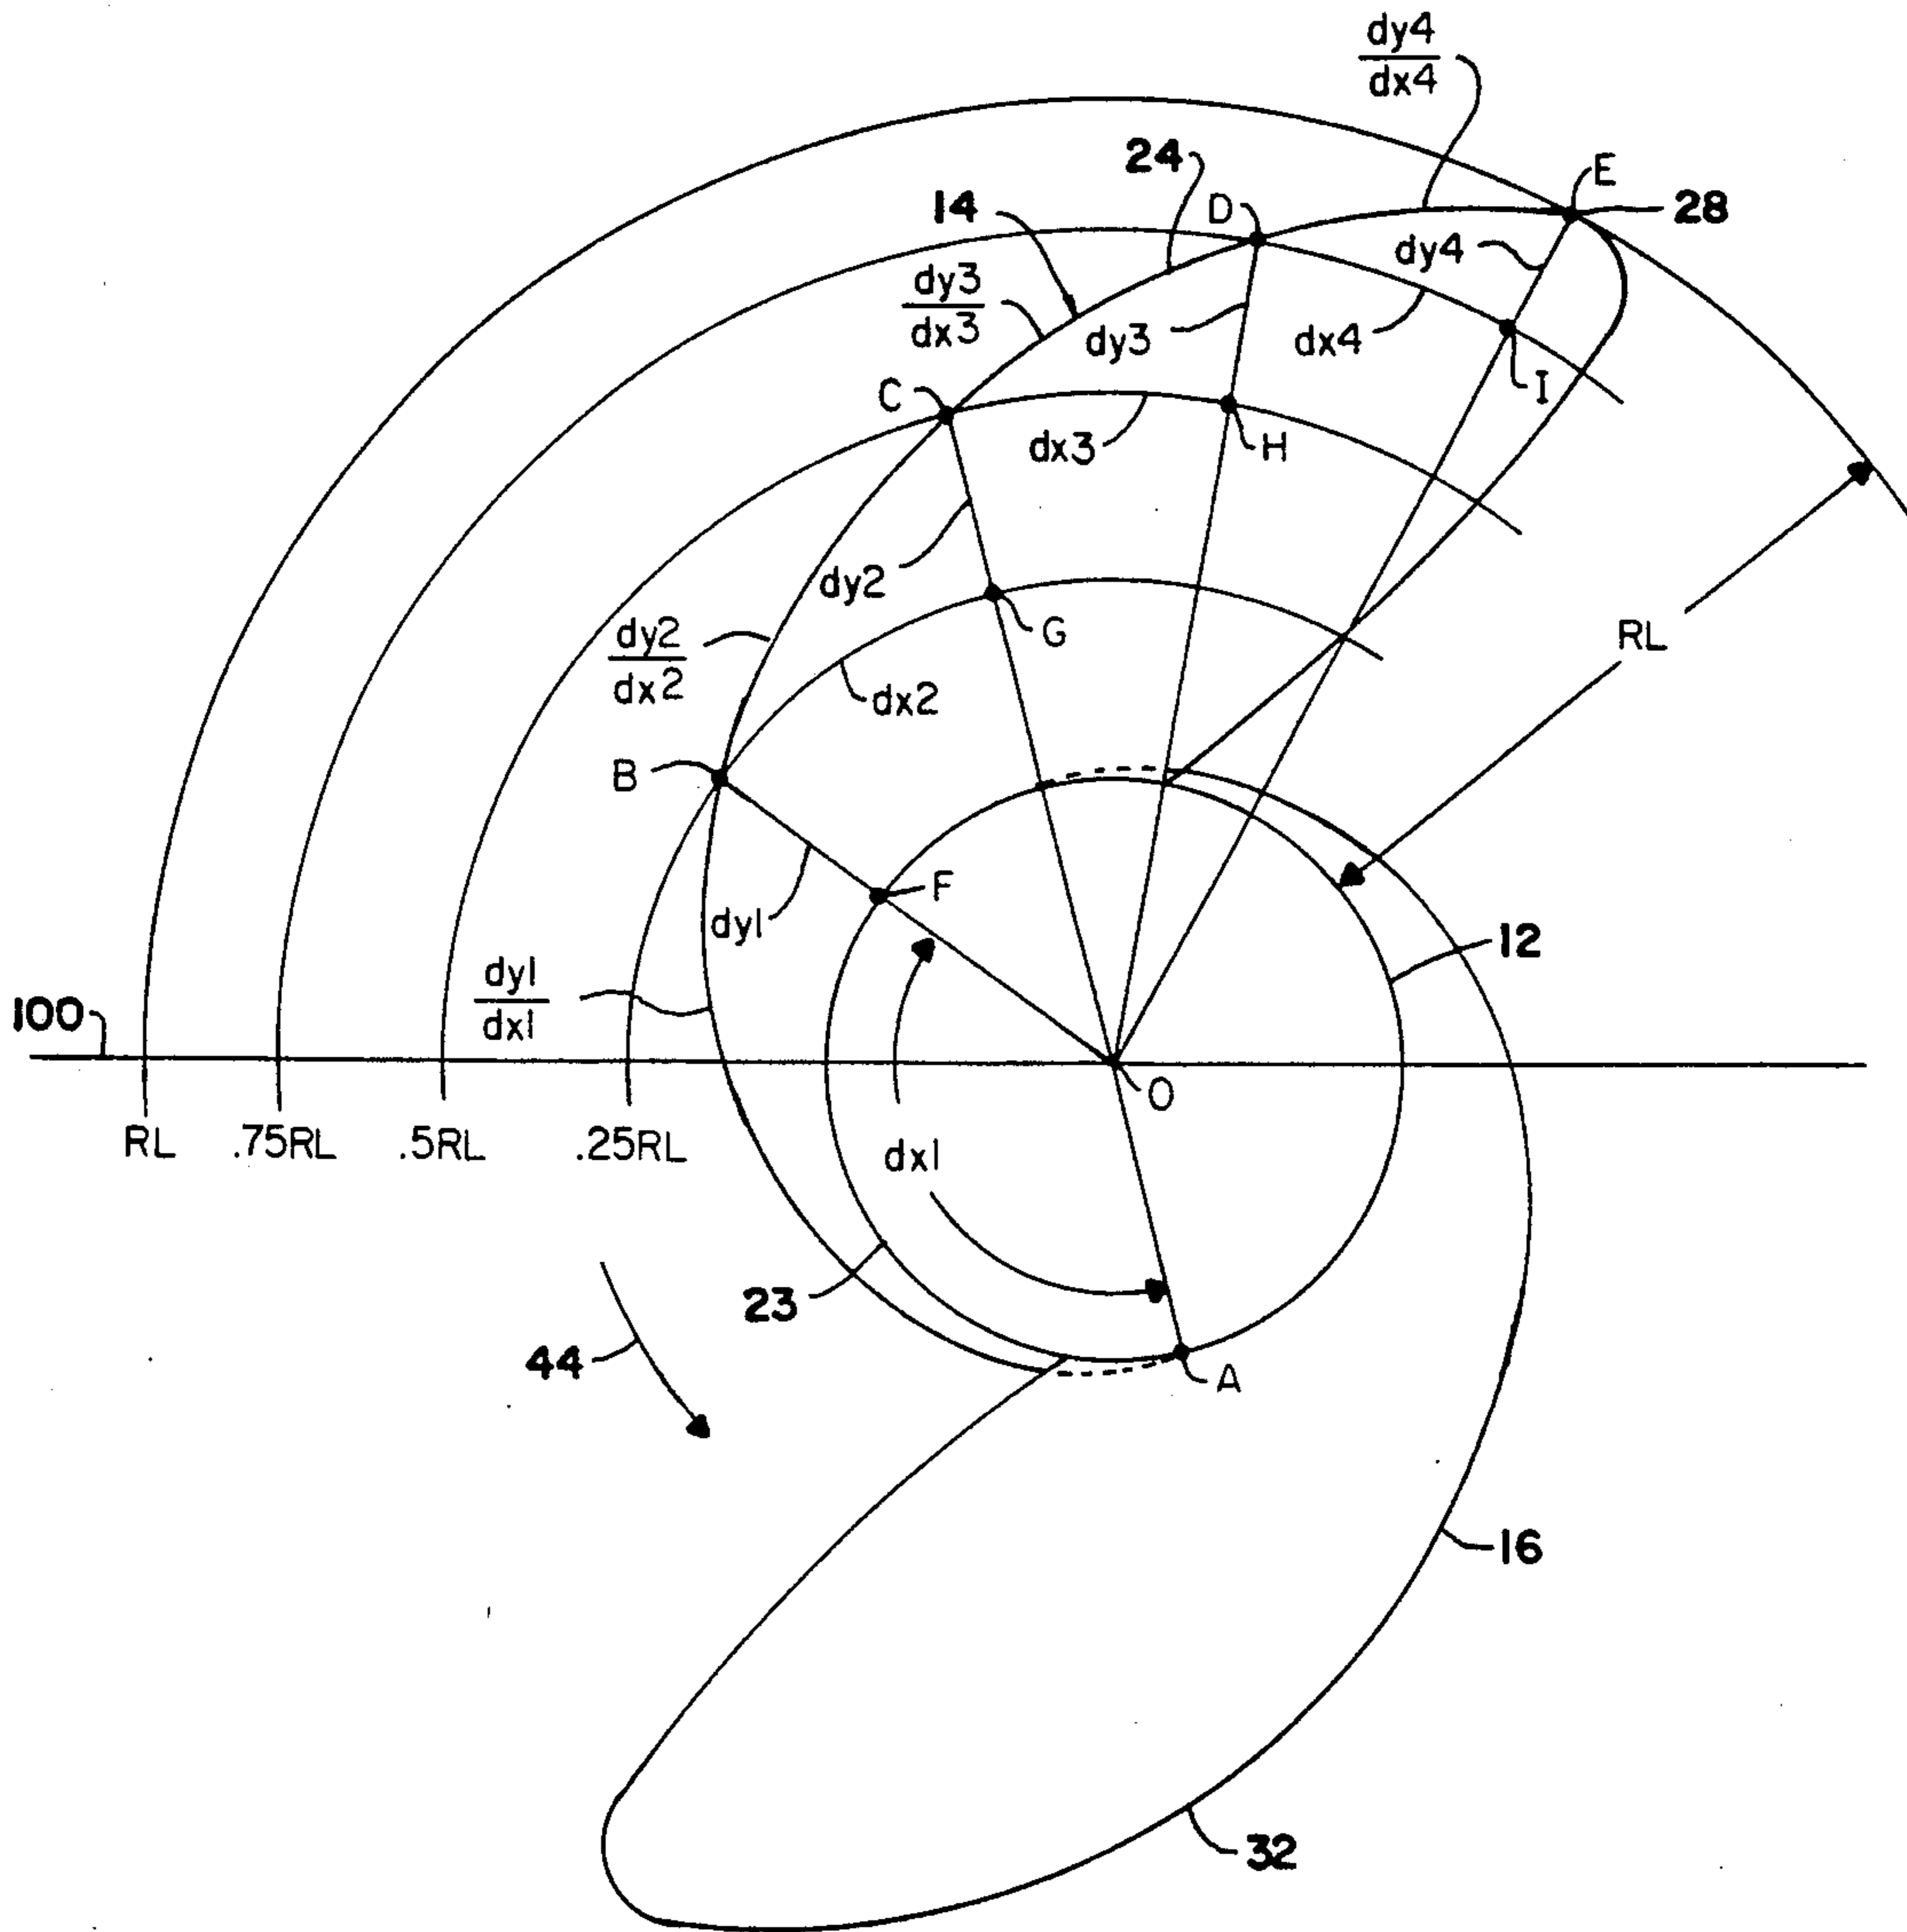 dy4
dx4
24
E
14
D
28
dy4
dy3
dx3
dy3
dx4
C
I
dx3
H
dy2
G
RL
dy2
dx2
dx2
B
F
dy1
12
dy1
dx1
100
O
RL
.75RL
.5RL
.25RL
dx1
23
44
A
16
32